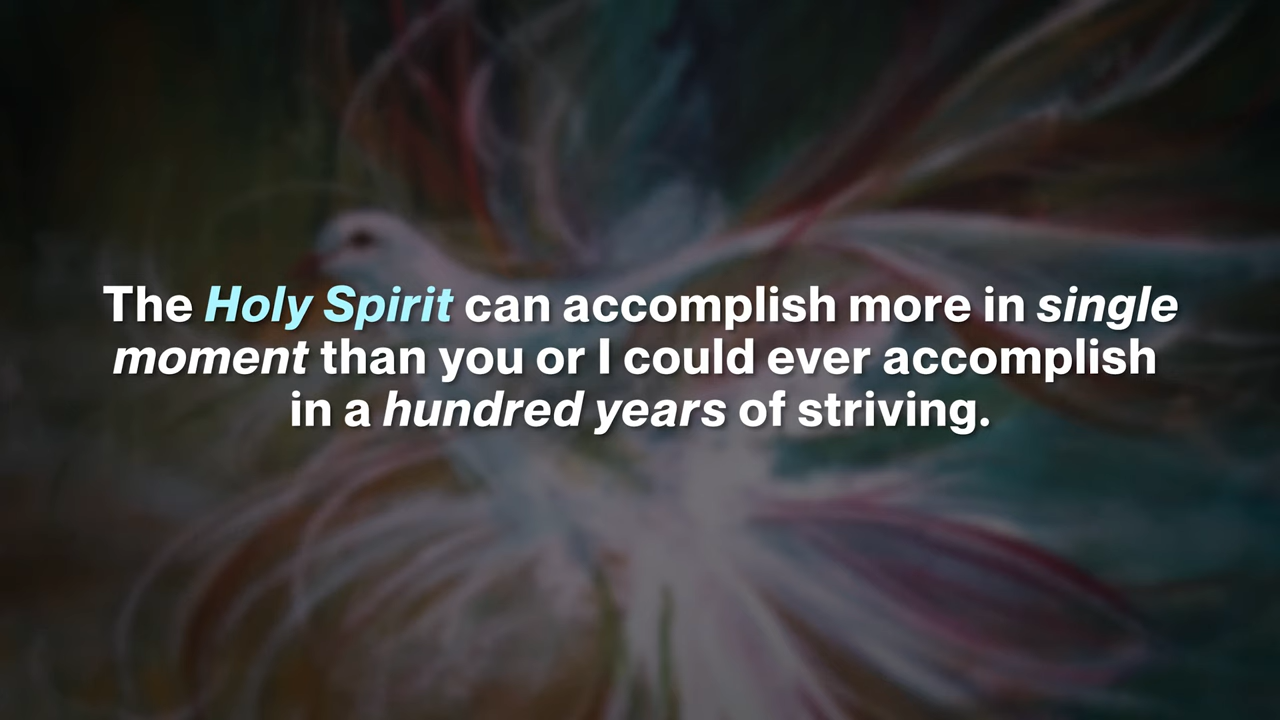 The Holy Spirit can accomplish more in single
moment than you or I could ever accomplish
in a hundred years of striving.